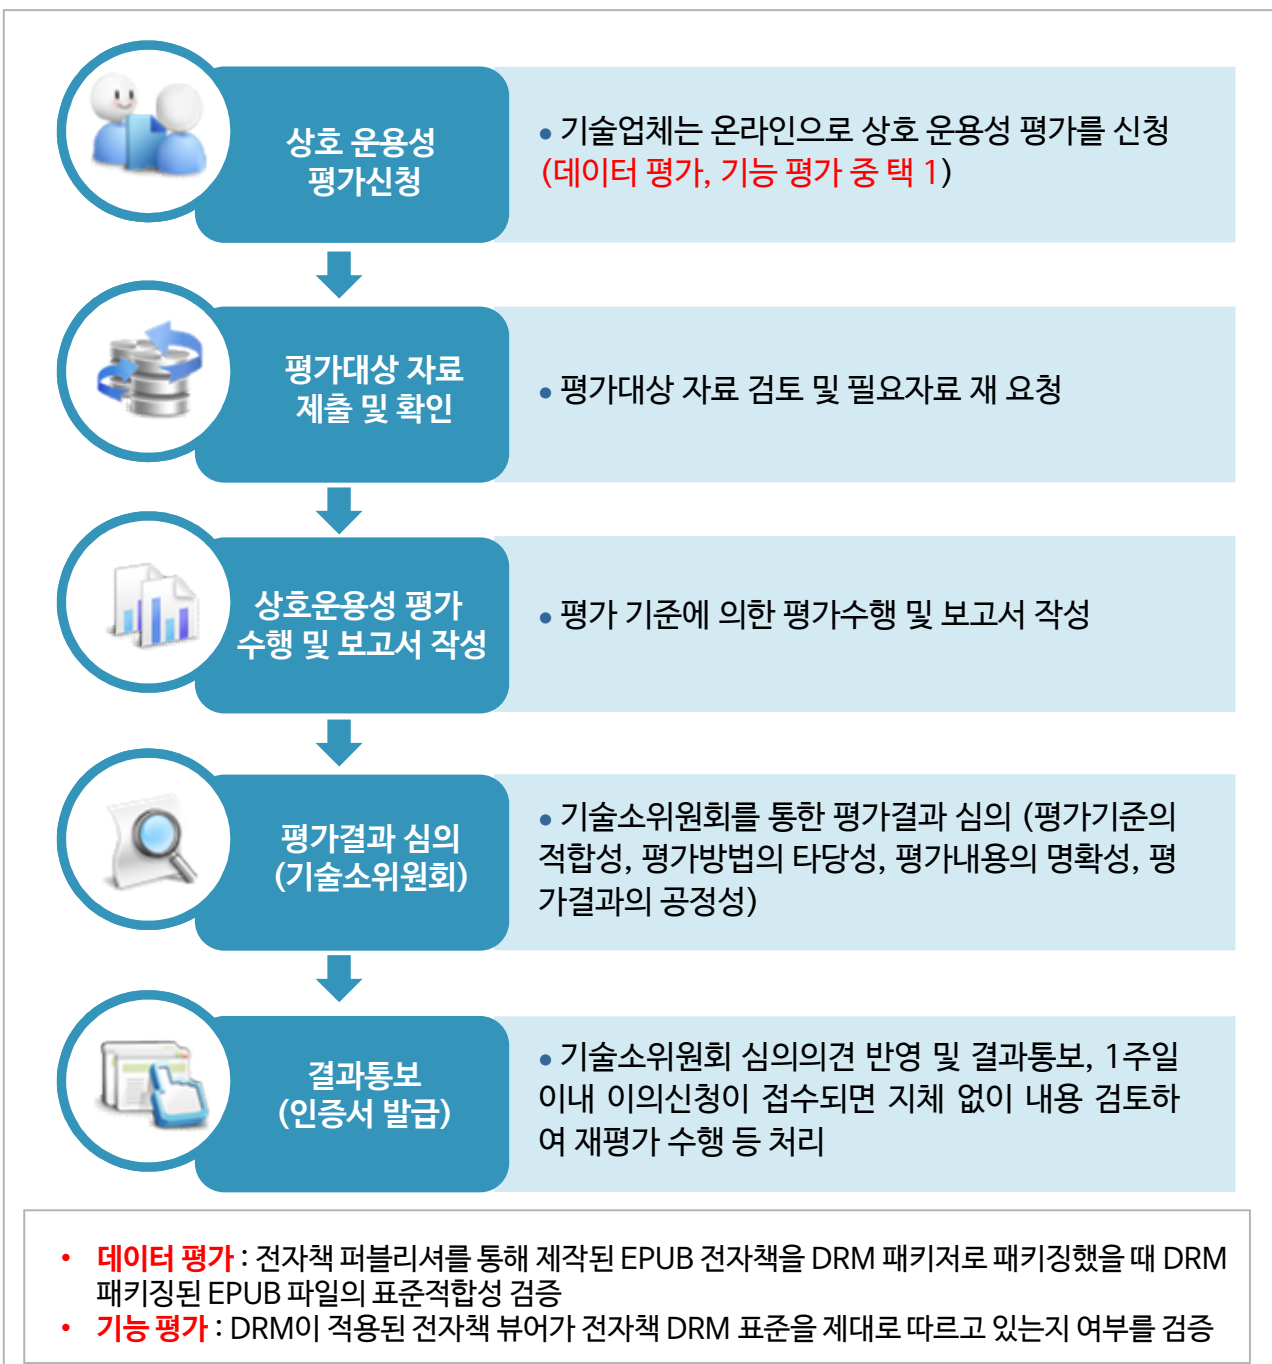 상호 운용성
평가신청
• 기술업체는 온라인으로 상호 운용성 평가를 신청
(데이터 평가, 기능 평가 중 택 1)
평가대상 자료
제출 및 확인
• 평가대상 자료 검토 및 필요자료 재 요청
상호운용성 평가
수행 및 보고서 작성
• 평가 기준에 의한 평가수행 및 보고서 작성
평가결과 심의
(기술소위원회)
• 기술소위원회를 통한 평가결과 심의 (평가기준의
적합성, 평가방법의 타당성, 평가내용의 명확성, 평
가결과의 공정성)
결과통보
(인증서 발급)
• 기술소위원회 심의의견 반영 및 결과통보, 1주일
이내 이의신청이 접수되면 지체 없이 내용 검토하
여 재평가 수행 등 처리
• 데이터 평가 : 전자책 퍼블리셔를 통해 제작된 EPUB 전자책을 DRM 패키저로 패키징했을 때 DRM
패키징된 EPUB 파일의 표준적합성 검증
• 기능 평가 : DRM이 적용된 전자책 뷰어가 전자책 DRM 표준을 제대로 따르고 있는지 여부를 검증